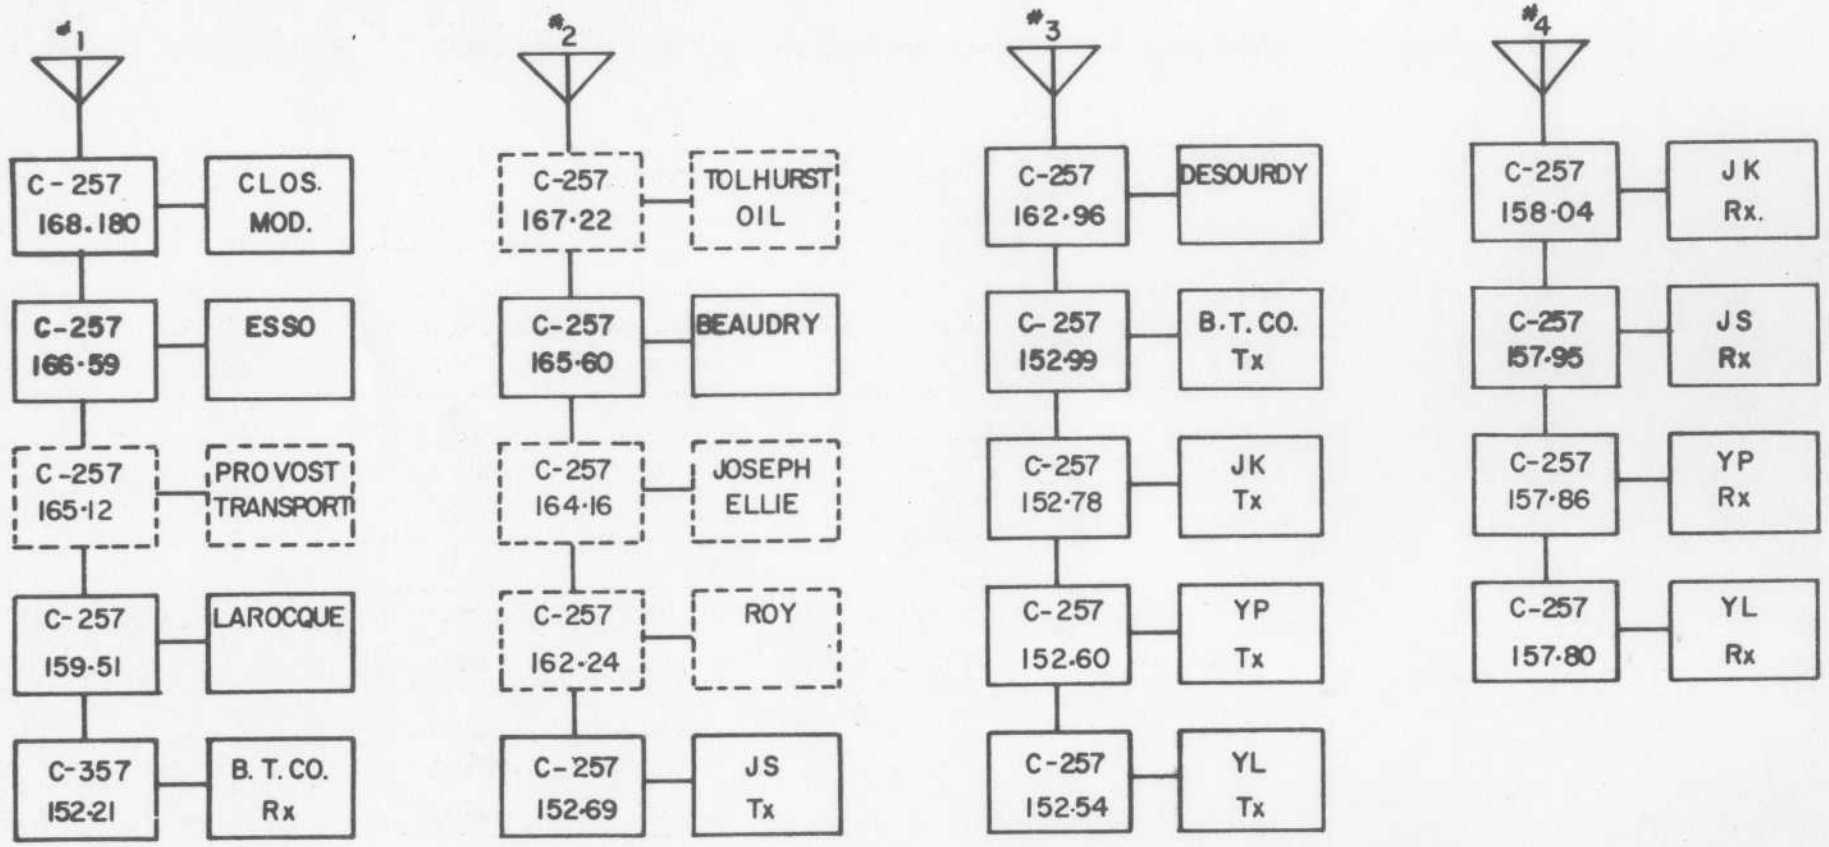 #1
C-257
168.180
CLOS.
MOD.
C-257
166.59
ESSO
C-257
165.12
PROVOST
TRANSPORT
C-257
159.51
LAROCQUE
C-357
152.21
B. T. CO.
Rx
#2
C-257
167.22
TOLHURST
OIL
C-257
165.60
BEAUDRY
C-257
164.16
JOSEPH
ELLIE
C-257
162.24
ROY
C-257
152.69
JS
Tx
#3
C-257
162.96
DESOURDY
C-257
152.99
B. T. CO.
Tx
C-257
152.78
JK
Tx
C-257
152.60
YP
Tx
C-257
152.54
YL
Tx
#4
C-257
158.04
JK
Rx.
C-257
157.95
JS
Rx
C-257
157.86
YP
Rx
C-257
157.80
YL
Rx